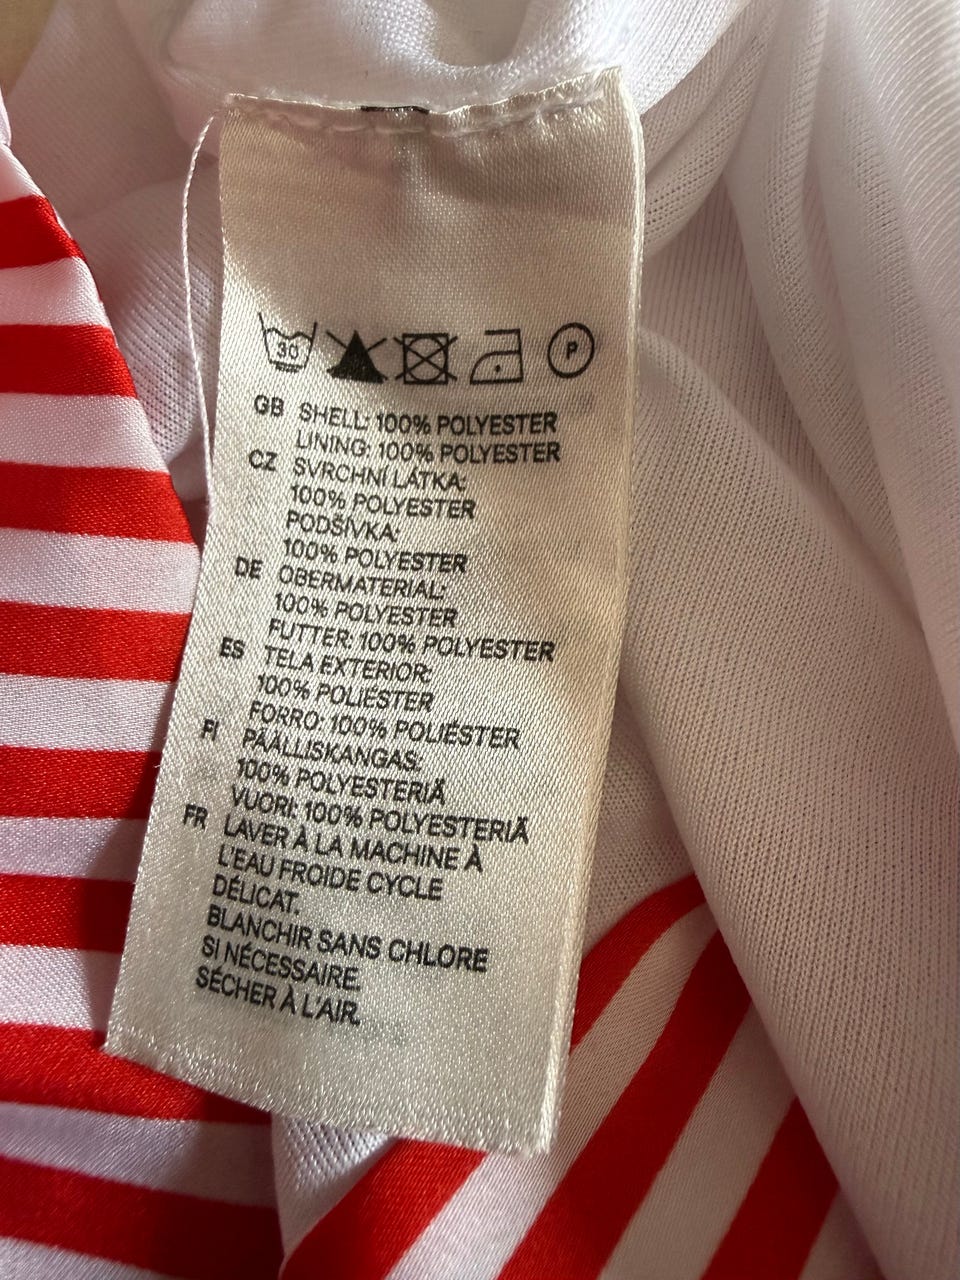 30 P
GB SHELL: 100% POLYESTER
LINING: 100% POLYESTER
CZ SVRCHNÍ LÁTKA:
100% POLYESTER
PODŠÍVKA:
100% POLYESTER
DE OBERMATERIAL:
100% POLYESTER
FUTTER: 100% POLYESTER
ES TELA EXTERIOR:
100% POLIÉSTER
FORRO: 100% POLIÉSTER
FI PÄÄLLISKANGAS:
100% POLYESTERIÄ
VUORI: 100% POLYESTERIÄ
FR LAVER À LA MACHINE À
L'EAU FROIDE CYCLE
DÉLICAT.
BLANCHIR SANS CHLORE
SI NÉCESSAIRE.
SÉCHER À L'AIR.